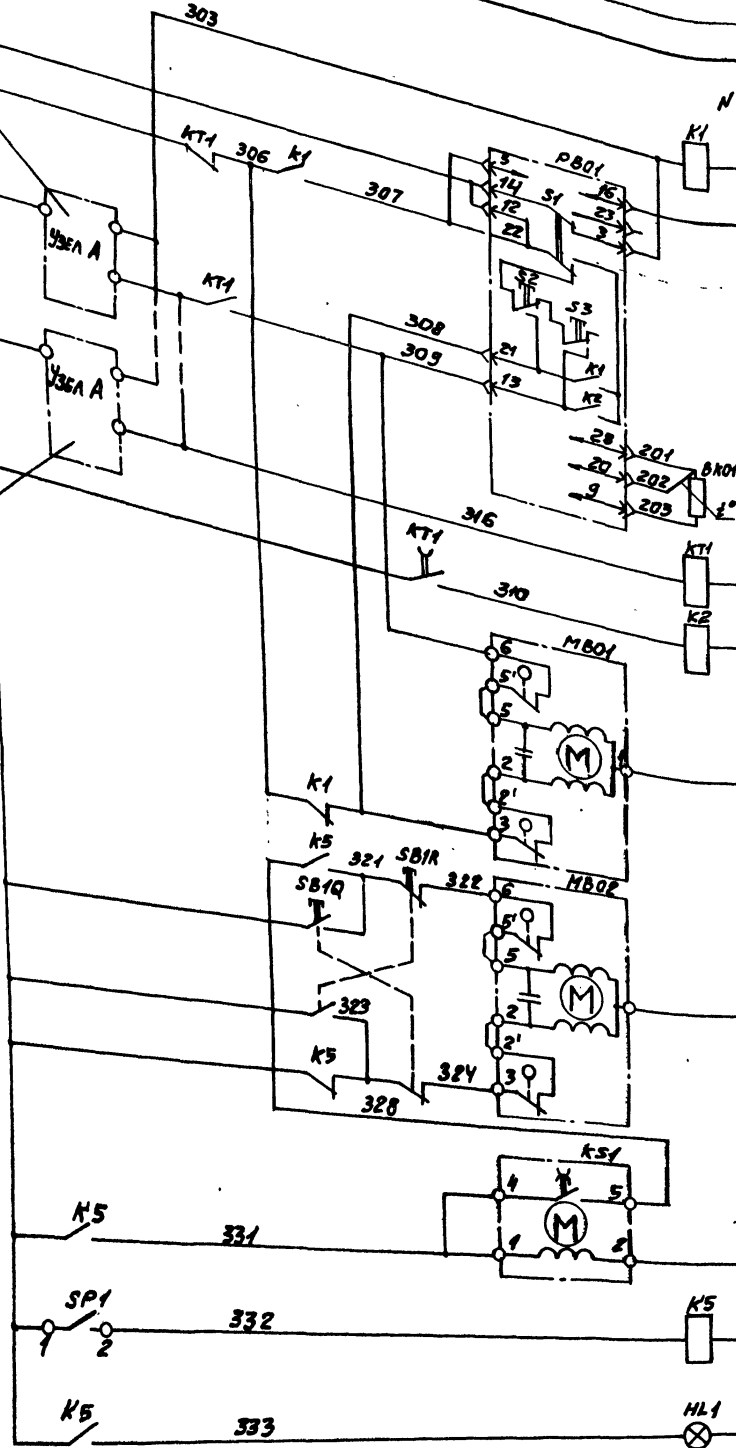 303
N
K1
KT1
306
K1
307
PB01
5
14
12
22
S1
16
23
3
УЗЕЛ А
KT1
S2
S3
308
309
21
13
K1
K2
УЗЕЛ А
28
20
9
201
202
203
BK01
t°
316
KT1
KT1
310
K2
MB01
6
5'
5
M
2
2'
3
1
K1
K5
321
SB1R
322
SB1Q
MB02
6
5'
5
M
2
2'
3
323
K5
324
328
KS1
4
5
M
1
2
K5
331
SP1
1
2
332
K5
K5
333
HL1